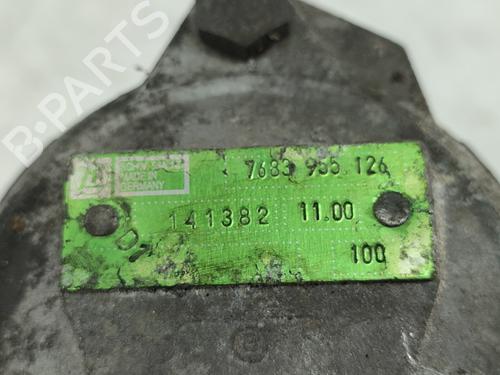 B-PARTS
MADE IN
GERMANY
7683 955 126
141382 11.00
100